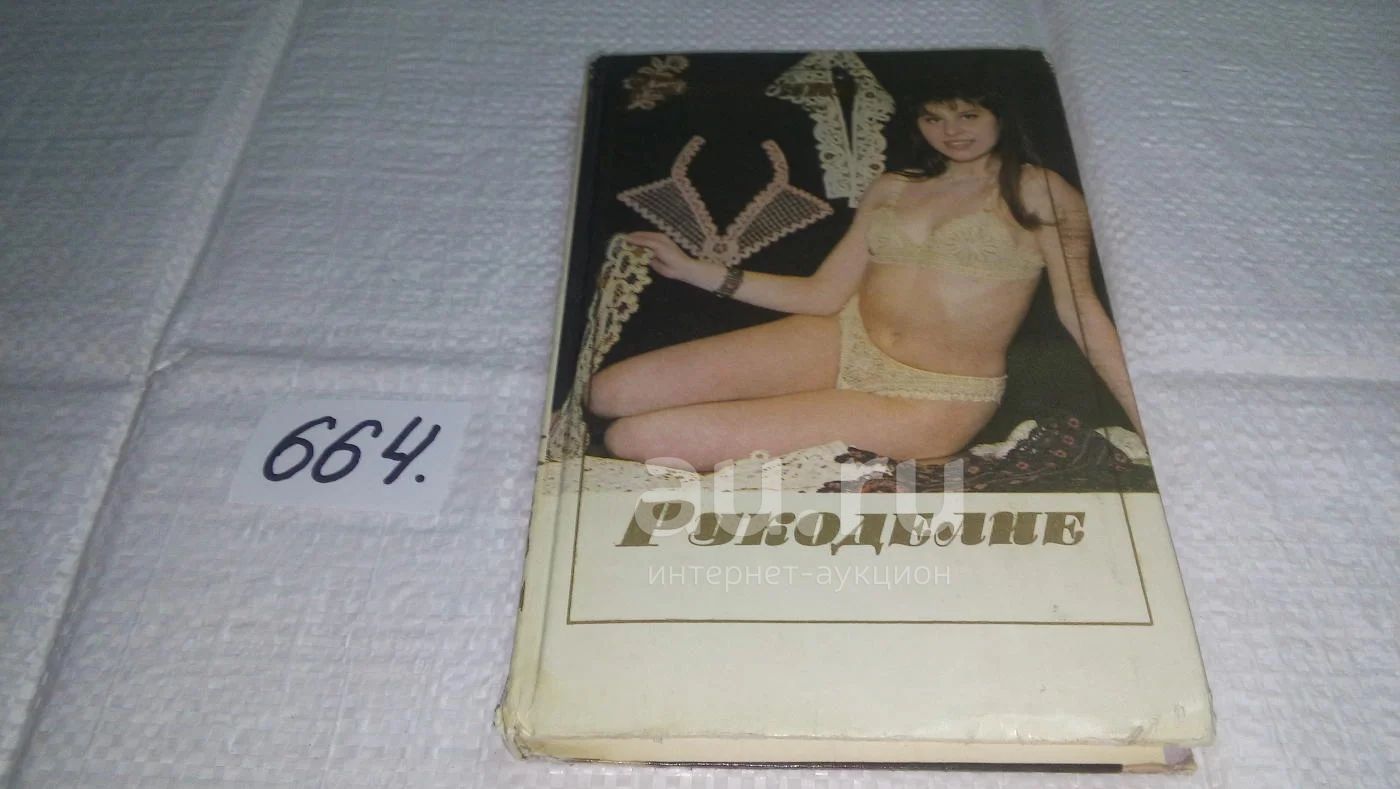 664.
au.ru
Рукоделие
интернет-аукцион